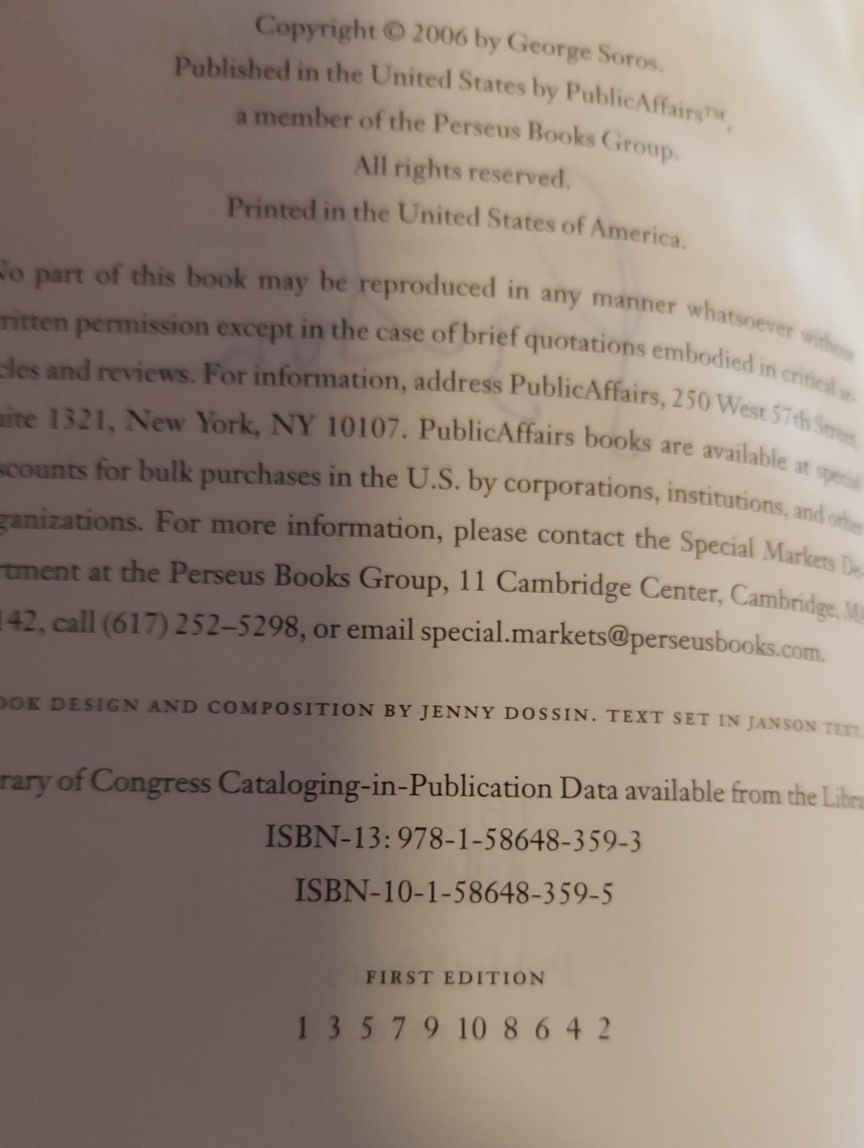 Copyright © 2006 by George Soros.
Published in the United States by PublicAffairs™,
a member of the Perseus Books Group.
All rights reserved.
Printed in the United States of America.
No part of this book may be reproduced in any manner whatsoever without
ritten permission except in the case of brief quotations embodied in critical ar-
cles and reviews. For information, address PublicAffairs, 250 West 57th Street,
uite 1321, New York, NY 10107. PublicAffairs books are available at special
scounts for bulk purchases in the U.S. by corporations, institutions, and other
ganizations. For more information, please contact the Special Markets De-
rtment at the Perseus Books Group, 11 Cambridge Center, Cambridge, MA
142, call (617) 252–5298, or email special.markets@perseusbooks.com.
OOK DESIGN AND COMPOSITION BY JENNY DOSSIN. TEXT SET IN JANSON TEXT.
rary of Congress Cataloging-in-Publication Data available from the Libra
ISBN-13: 978-1-58648-359-3
ISBN-10-1-58648-359-5
FIRST EDITION
1 3 5 7 9 10 8 6 4 2